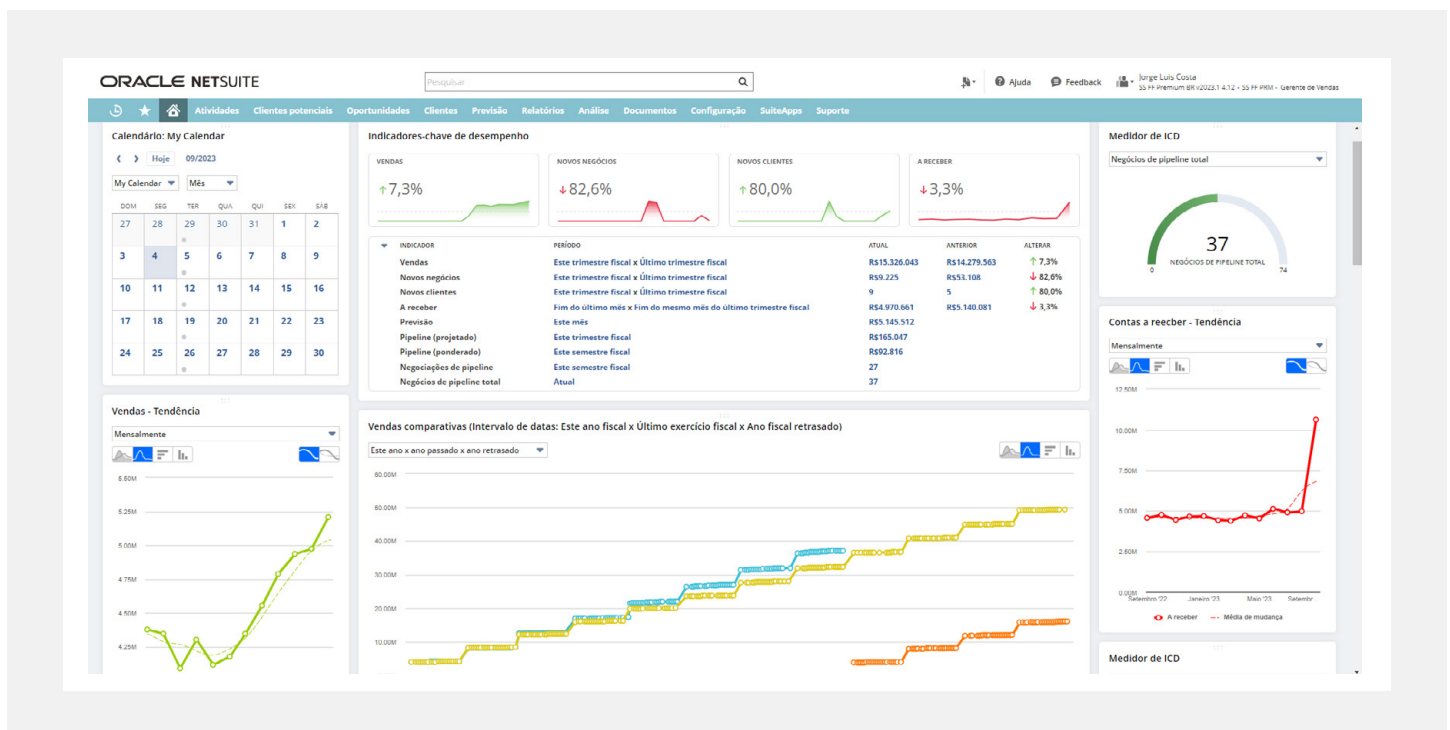 ORACLE NETSUITE
Pesquisar
Ajuda
Feedback
Jorge Luis Costa
SS FF Premium BR v2023.1 4.12 - SS FF PRM - Gerente de Vendas
Atividades Clientes potenciais Oportunidades Clientes Previsão Relatórios Análise Documentos Configuração SuiteApps Suporte
Calendário: My Calendar
Hoje 09/2023
My Calendar Mês
DOM SEG TER QUA QUI SEX SÁB
27 28 29 30 31 1 2
3 4 5 6 7 8 9
10 11 12 13 14 15 16
17 18 19 20 21 22 23
24 25 26 27 28 29 30
Indicadores-chave de desempenho
VENDAS NOVOS NEGÓCIOS NOVOS CLIENTES A RECEBER
↑7,3% ↓82,6% ↑80,0% ↓3,3%
INDICADOR PERÍODO ATUAL ANTERIOR ALTERAR
Vendas Este trimestre fiscal x Último trimestre fiscal R$15.326.043 R$14.279.563 ↑ 7,3%
Novos negócios Este trimestre fiscal x Último trimestre fiscal R$9.225 R$53.108 ↓ 82,6%
Novos clientes Este trimestre fiscal x Último trimestre fiscal 9 5 ↑ 80,0%
A receber Fim do último mês x Fim do mesmo mês do último trimestre fiscal R$4.970.661 R$5.140.081 ↓ 3,3%
Previsão Este mês R$5.145.512
Pipeline (projetado) Este trimestre fiscal R$165.047
Pipeline (ponderado) Este semestre fiscal R$92.816
Negociações de pipeline Este semestre fiscal 27
Negócios de pipeline total Atual 37
Medidor de ICD
Negócios de pipeline total
37
NEGÓCIOS DE PIPELINE TOTAL
0 74
Vendas - Tendência
Mensalmente
5.25M
5.00M
4.75M
4.50M
4.25M
Vendas comparativas (Intervalo de datas: Este ano fiscal x Último exercício fiscal x Ano fiscal retrasado)
Este ano x ano passado x ano retrasado
60.00M
40.00M
30.00M
20.00M
10.00M
Contas a reecber - Tendência
Mensalmente
12.50M
10.00M
7.50M
5.00M
2.50M
0.00M
Setembro '22 Janeiro '23 Maio '23 Setembr
A receber Média de mudança
Medidor de ICD